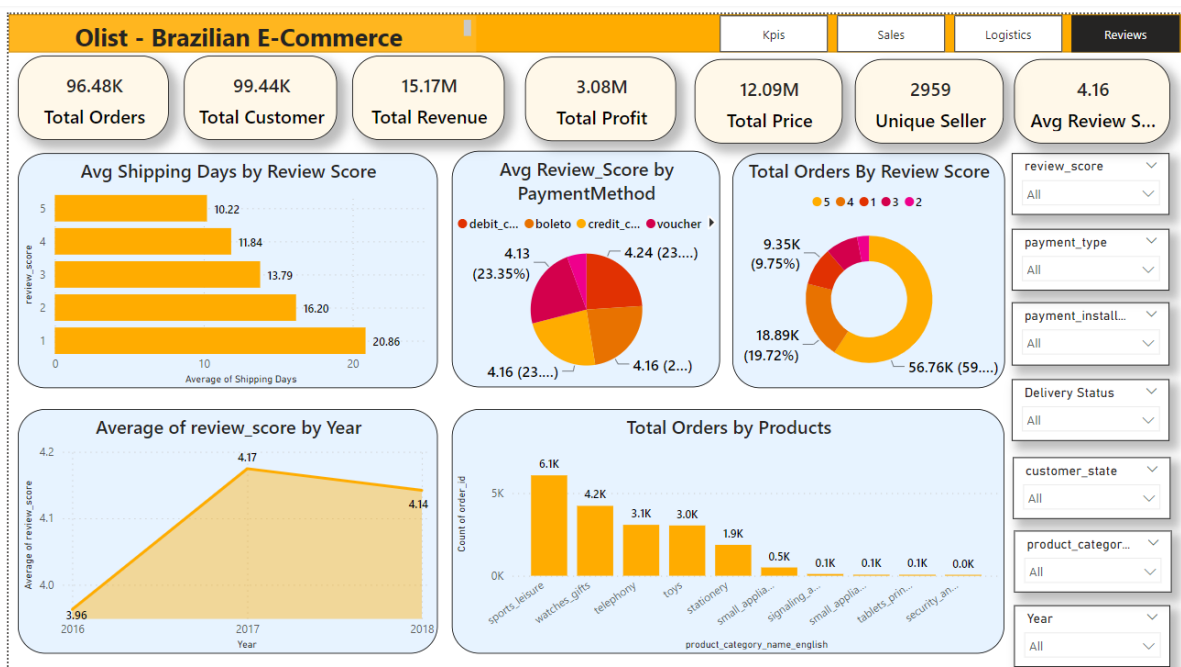 Olist - Brazilian E-Commerce
Kpis
Sales
Logistics
Reviews
96.48K
Total Orders
99.44K
Total Customer
15.17M
Total Revenue
3.08M
Total Profit
12.09M
Total Price
2959
Unique Seller
4.16
Avg Review S...
Avg Shipping Days by Review Score
review_score
5
10.22
4
11.84
3
13.79
2
16.20
1
20.86
0
10
20
Average of Shipping Days
Avg Review_Score by
PaymentMethod
debit_c...
boleto
credit_c...
voucher
4.13
(23.35%)
4.24 (23....)
4.16 (23....)
4.16 (2...)
Total Orders By Review Score
5
4
1
3
2
9.35K
(9.75%)
18.89K
(19.72%)
56.76K (59....)
review_score
All
payment_type
All
payment_install...
All
Delivery Status
All
customer_state
All
product_categor...
All
Year
All
Average of review_score by Year
Average of review_score
4.2
4.1
4.0
3.96
4.17
4.14
2016
2017
2018
Year
Total Orders by Products
Count of order_id
5K
0K
6.1K
4.2K
3.1K
3.0K
1.9K
0.5K
0.1K
0.1K
0.1K
0.0K
sports_leisure
watches_gifts
telephony
toys
stationery
small_applia...
signaling_a...
small_applia...
tablets_prin...
security_an...
product_category_name_english